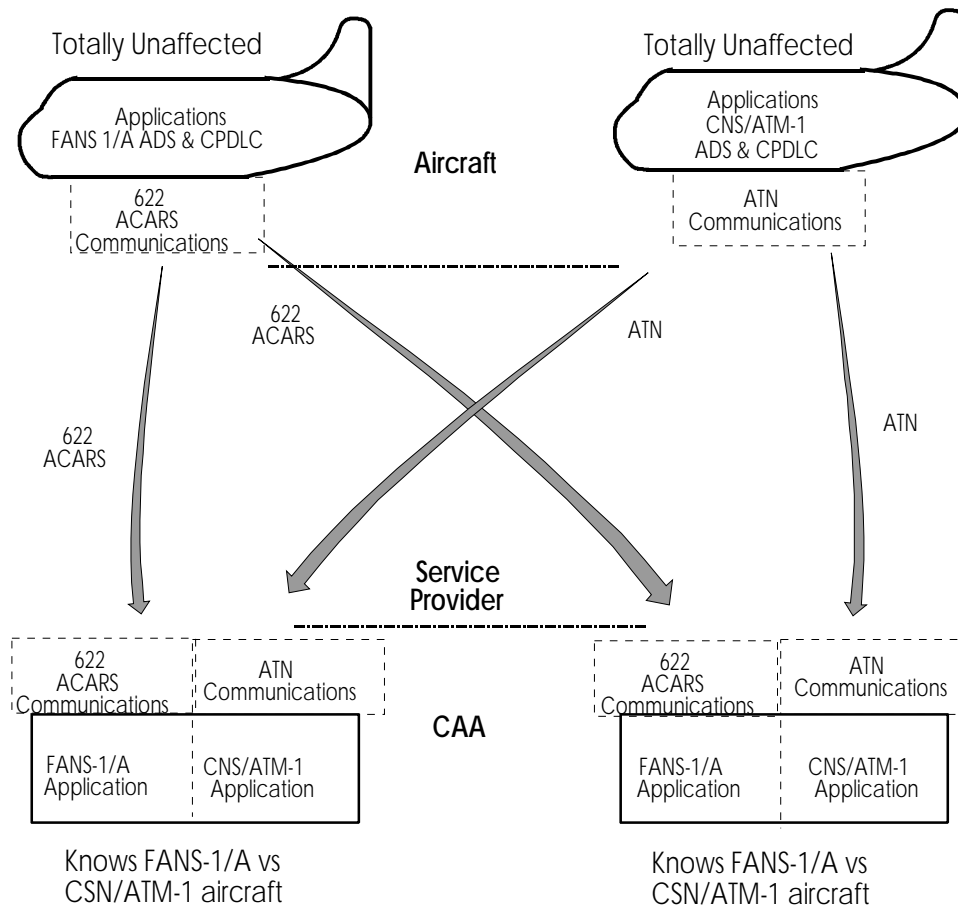 Totally Unaffected
Applications
FANS 1/A ADS & CPDLC
622
ACARS
Communications
Aircraft
Totally Unaffected
Applications
CNS/ATM-1
ADS & CPDLC
ATN
Communications
622
ACARS
ATN
622
ACARS
ATN
Service
Provider
622
ACARS
Communications
ATN
Communications
FANS-1/A
Application
CNS/ATM-1
Application
Knows FANS-1/A vs
CSN/ATM-1 aircraft
CAA
622
ACARS
Communications
ATN
Communications
FANS-1/A
Application
CNS/ATM-1
Application
Knows FANS-1/A vs
CSN/ATM-1 aircraft